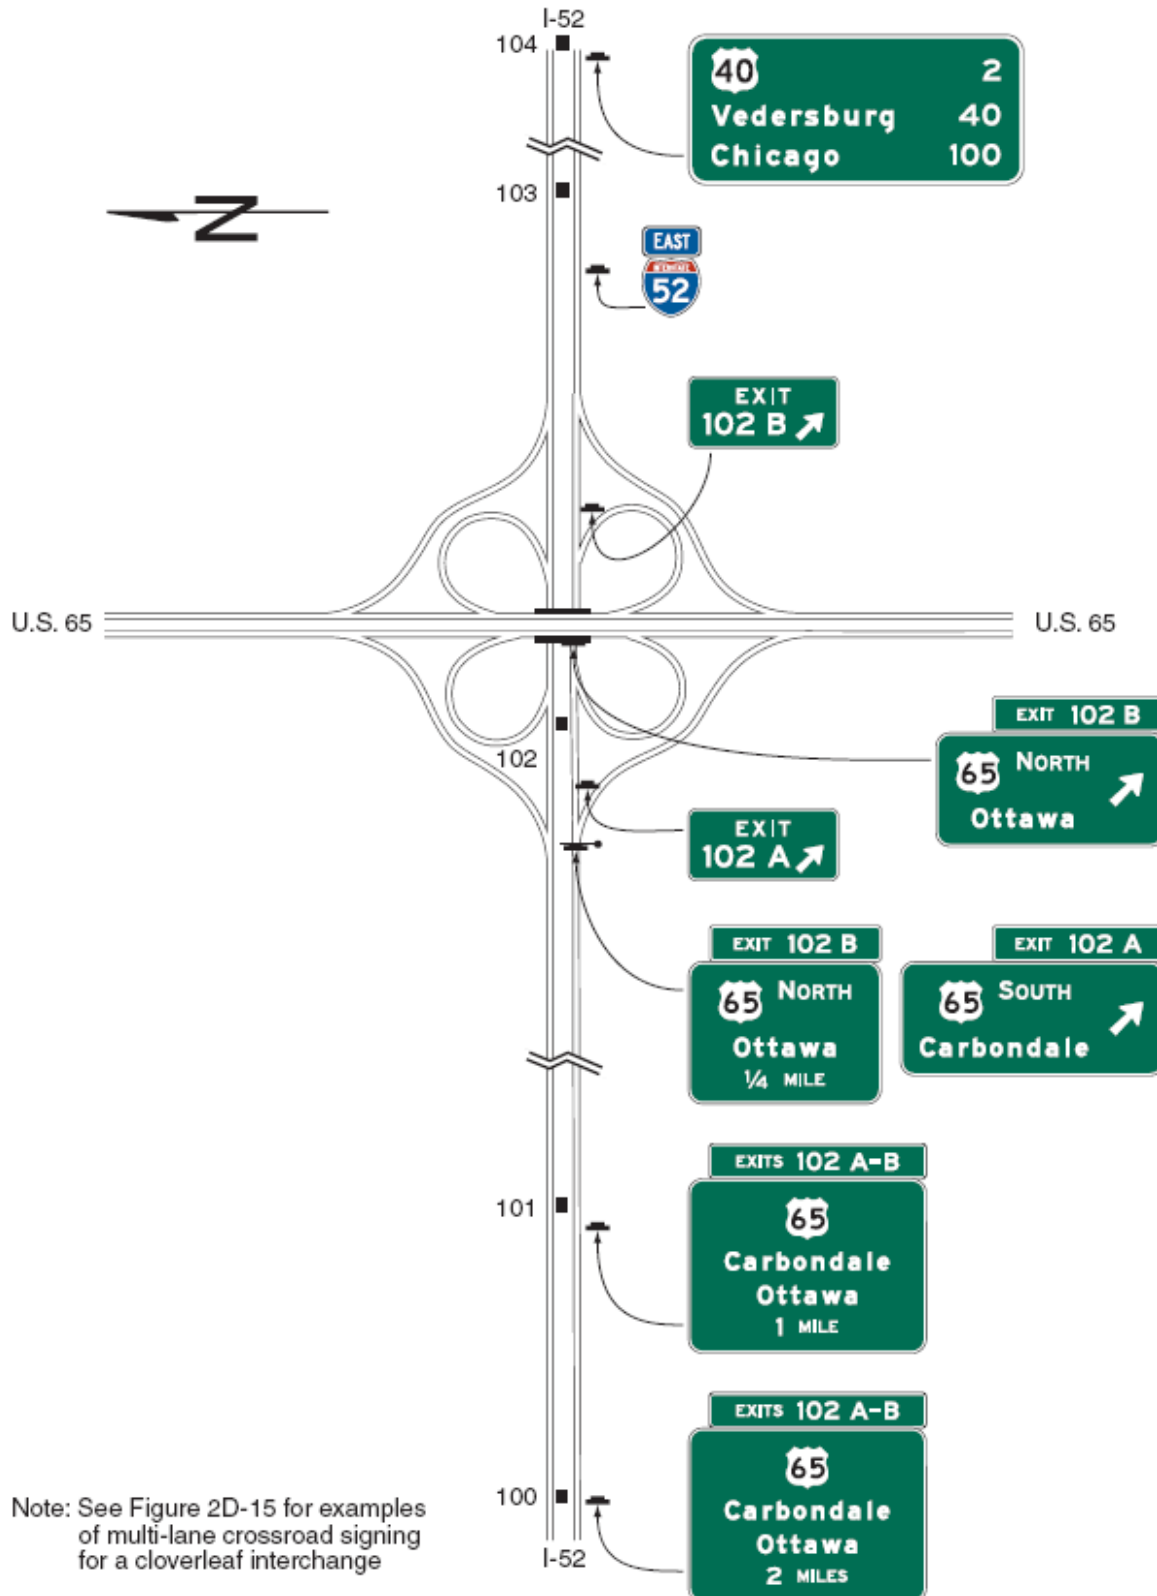 I-52
104
40 2
Vedersburg 40
Chicago 100
103
N
EAST
INTERSTATE
52
EXIT
102 B
U.S. 65
U.S. 65
EXIT 102 B
65 NORTH
Ottawa
102
EXIT
102 A
EXIT 102 B
65 NORTH
Ottawa
1/4 MILE
EXIT 102 A
65 SOUTH
Carbondale
EXITS 102 A-B
65
Carbondale
Ottawa
1 MILE
101
EXITS 102 A-B
65
Carbondale
Ottawa
2 MILES
100
Note: See Figure 2D-15 for examples
of multi-lane crossroad signing
for a cloverleaf interchange
I-52